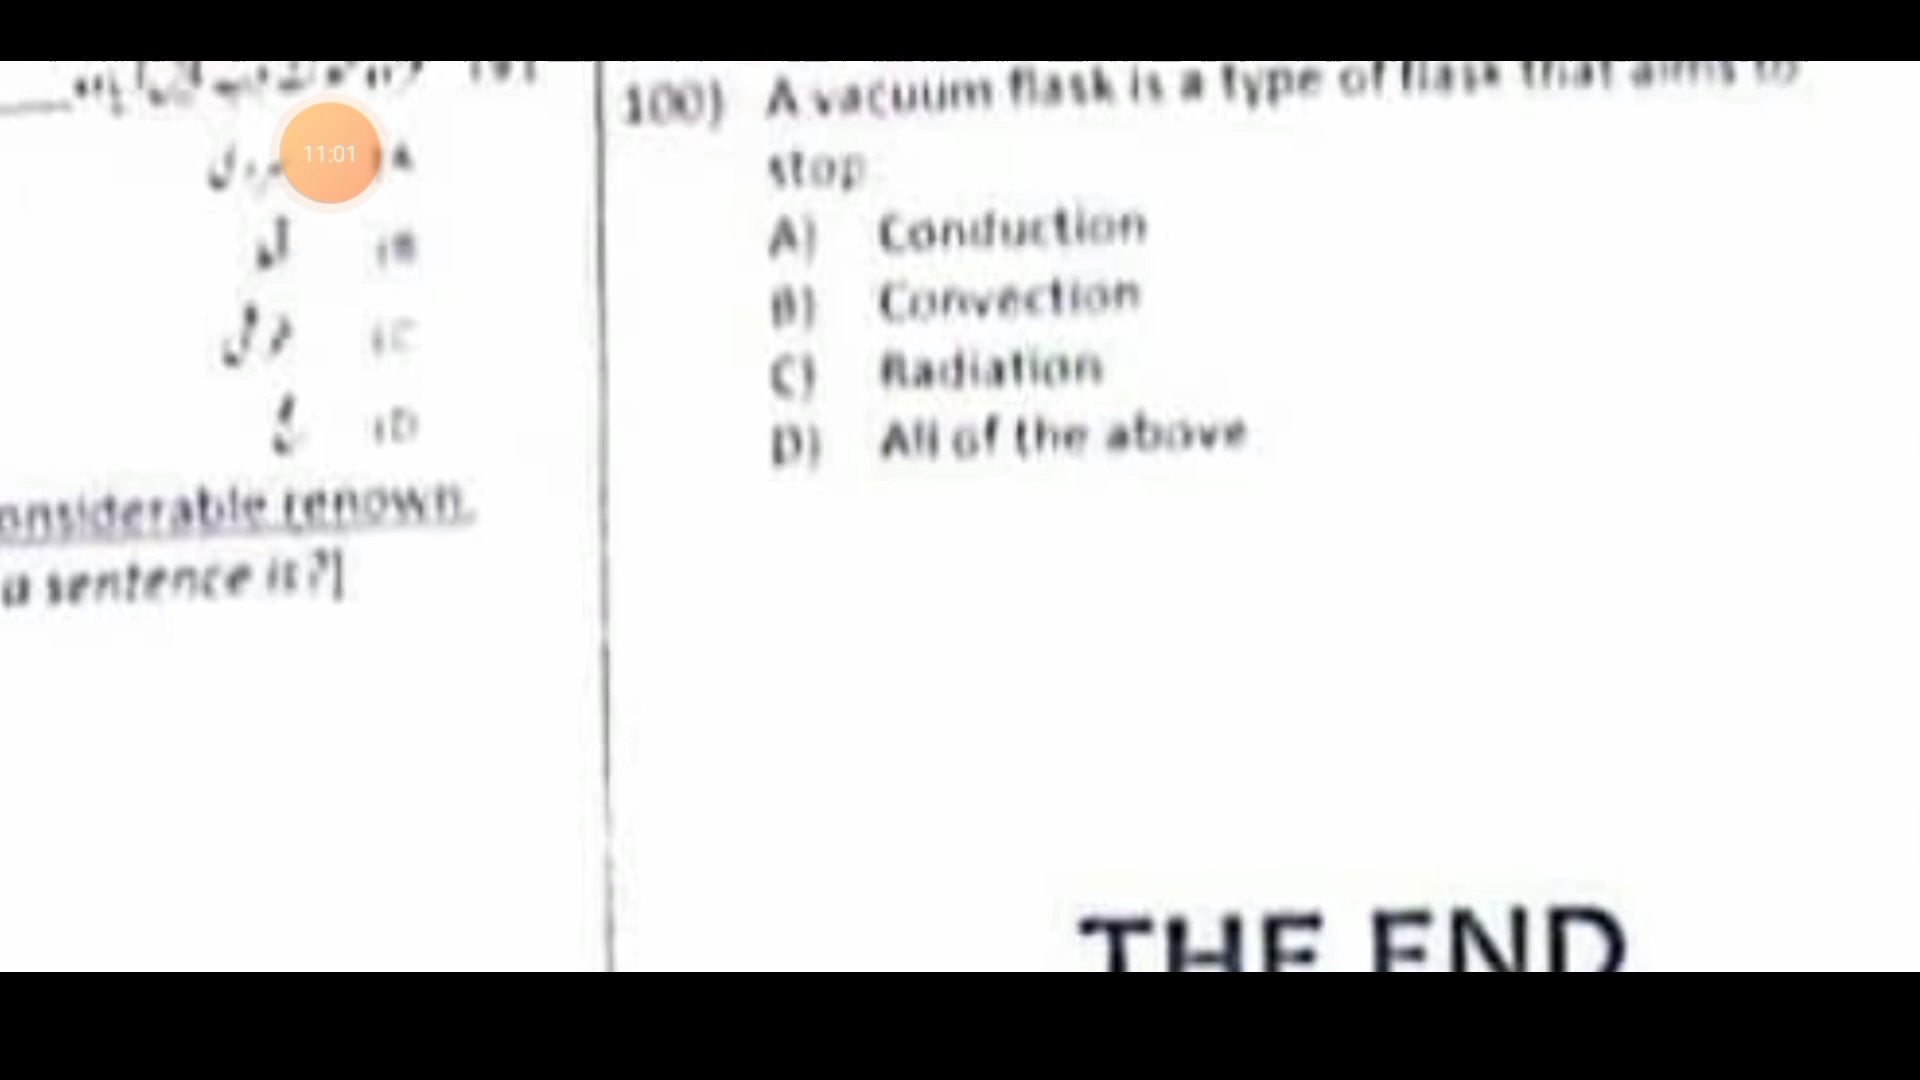 11:01
A
B
C
D
onsiderable renown.
a sentence is?]
100) A vacuum flask is a type of flask that aims to
stop
A) Conduction
B) Convection
C) Radiation
D) All of the above
THE END